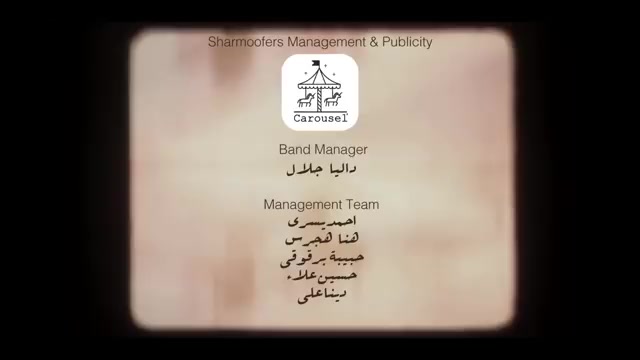 Sharmoofers Management & Publicity
Carousel
Band Manager
داليا جلال
Management Team
احمد يسرى
هنا هجرس
حبيبة برقوقى
حسين علاء
دينا على